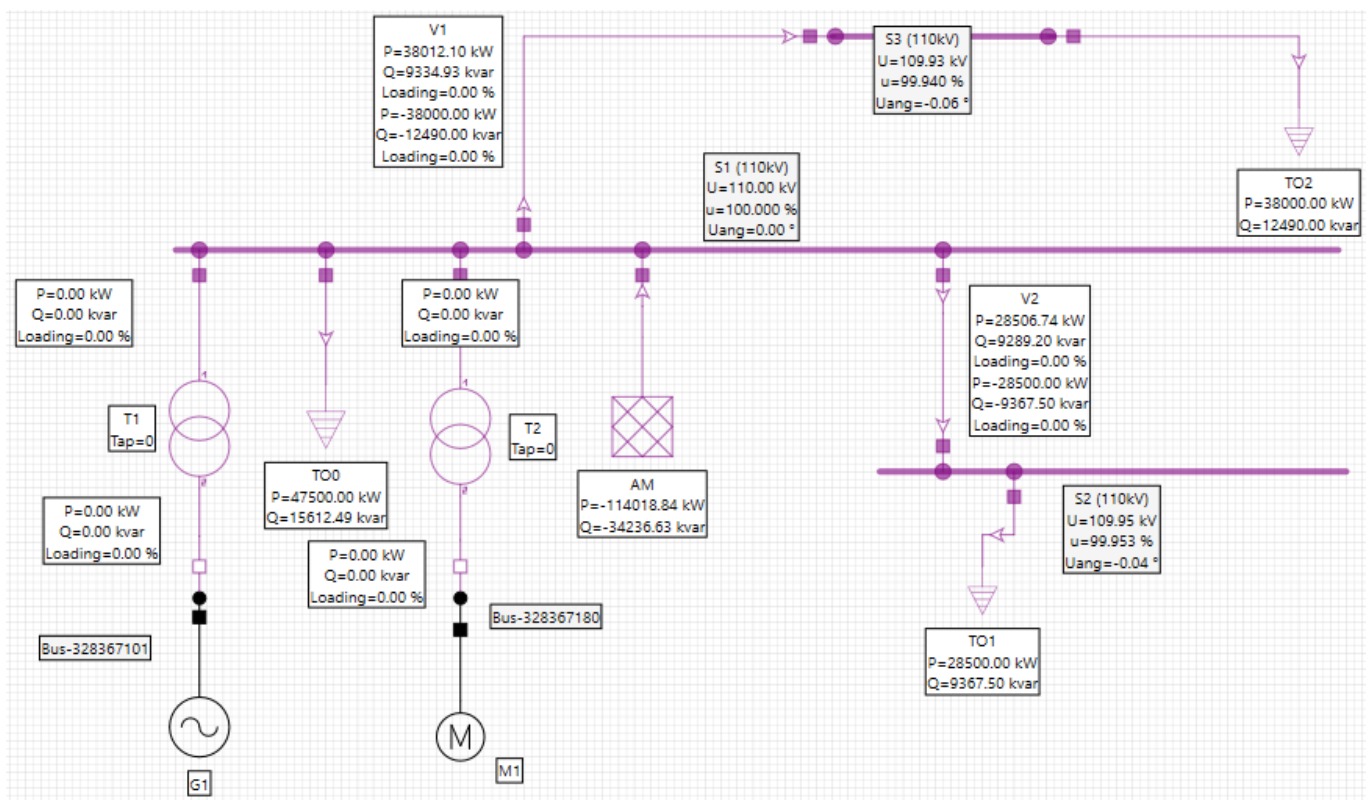 V1
P=38012.10 kW
Q=9334.93 kvar
Loading=0.00 %
P=-38000.00 kW
Q=-12490.00 kvar
Loading=0.00 %
S3 (110kV)
U=109.93 kV
u=99.940 %
Uang=-0.06 °
S1 (110kV)
U=110.00 kV
u=100.000 %
Uang=0.00 °
TO2
P=38000.00 kW
Q=12490.00 kvar
P=0.00 kW
Q=0.00 kvar
Loading=0.00 %
P=0.00 kW
Q=0.00 kvar
Loading=0.00 %
V2
P=28506.74 kW
Q=9289.20 kvar
Loading=0.00 %
P=-28500.00 kW
Q=-9367.50 kvar
Loading=0.00 %
T1
Tap=0
T2
Tap=0
TO0
P=47500.00 kW
Q=15612.49 kvar
AM
P=-114018.84 kW
Q=-34236.63 kvar
P=0.00 kW
Q=0.00 kvar
Loading=0.00 %
P=0.00 kW
Q=0.00 kvar
Loading=0.00 %
S2 (110kV)
U=109.95 kV
u=99.953 %
Uang=-0.04 °
Bus-328367180
Bus-328367101
TO1
P=28500.00 kW
Q=9367.50 kvar
M
M1
G1